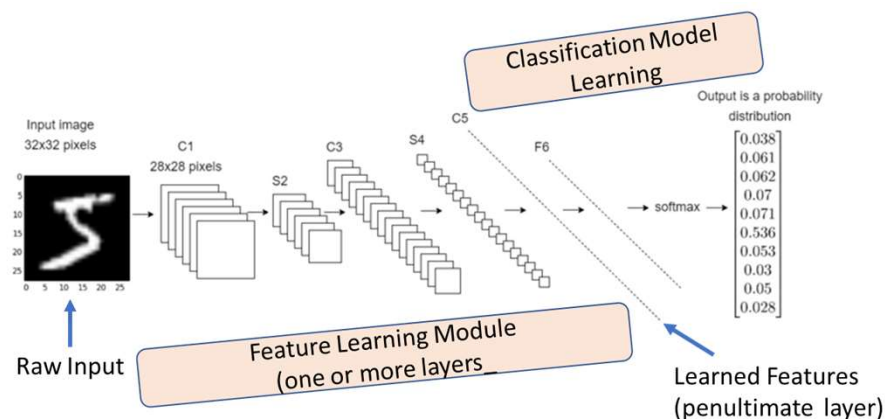 Classification Model
Learning
Input image
32x32 pixels
C1
28x28 pixels
S2
C3
S4
C5
F6
Output is a probability
distribution
0
5
10
15
20
25
0 5 10 15 20 25
softmax
0.038
0.061
0.062
0.07
0.071
0.536
0.053
0.03
0.05
0.028
Raw Input
Feature Learning Module
(one or more layers_
Learned Features
(penultimate layer)